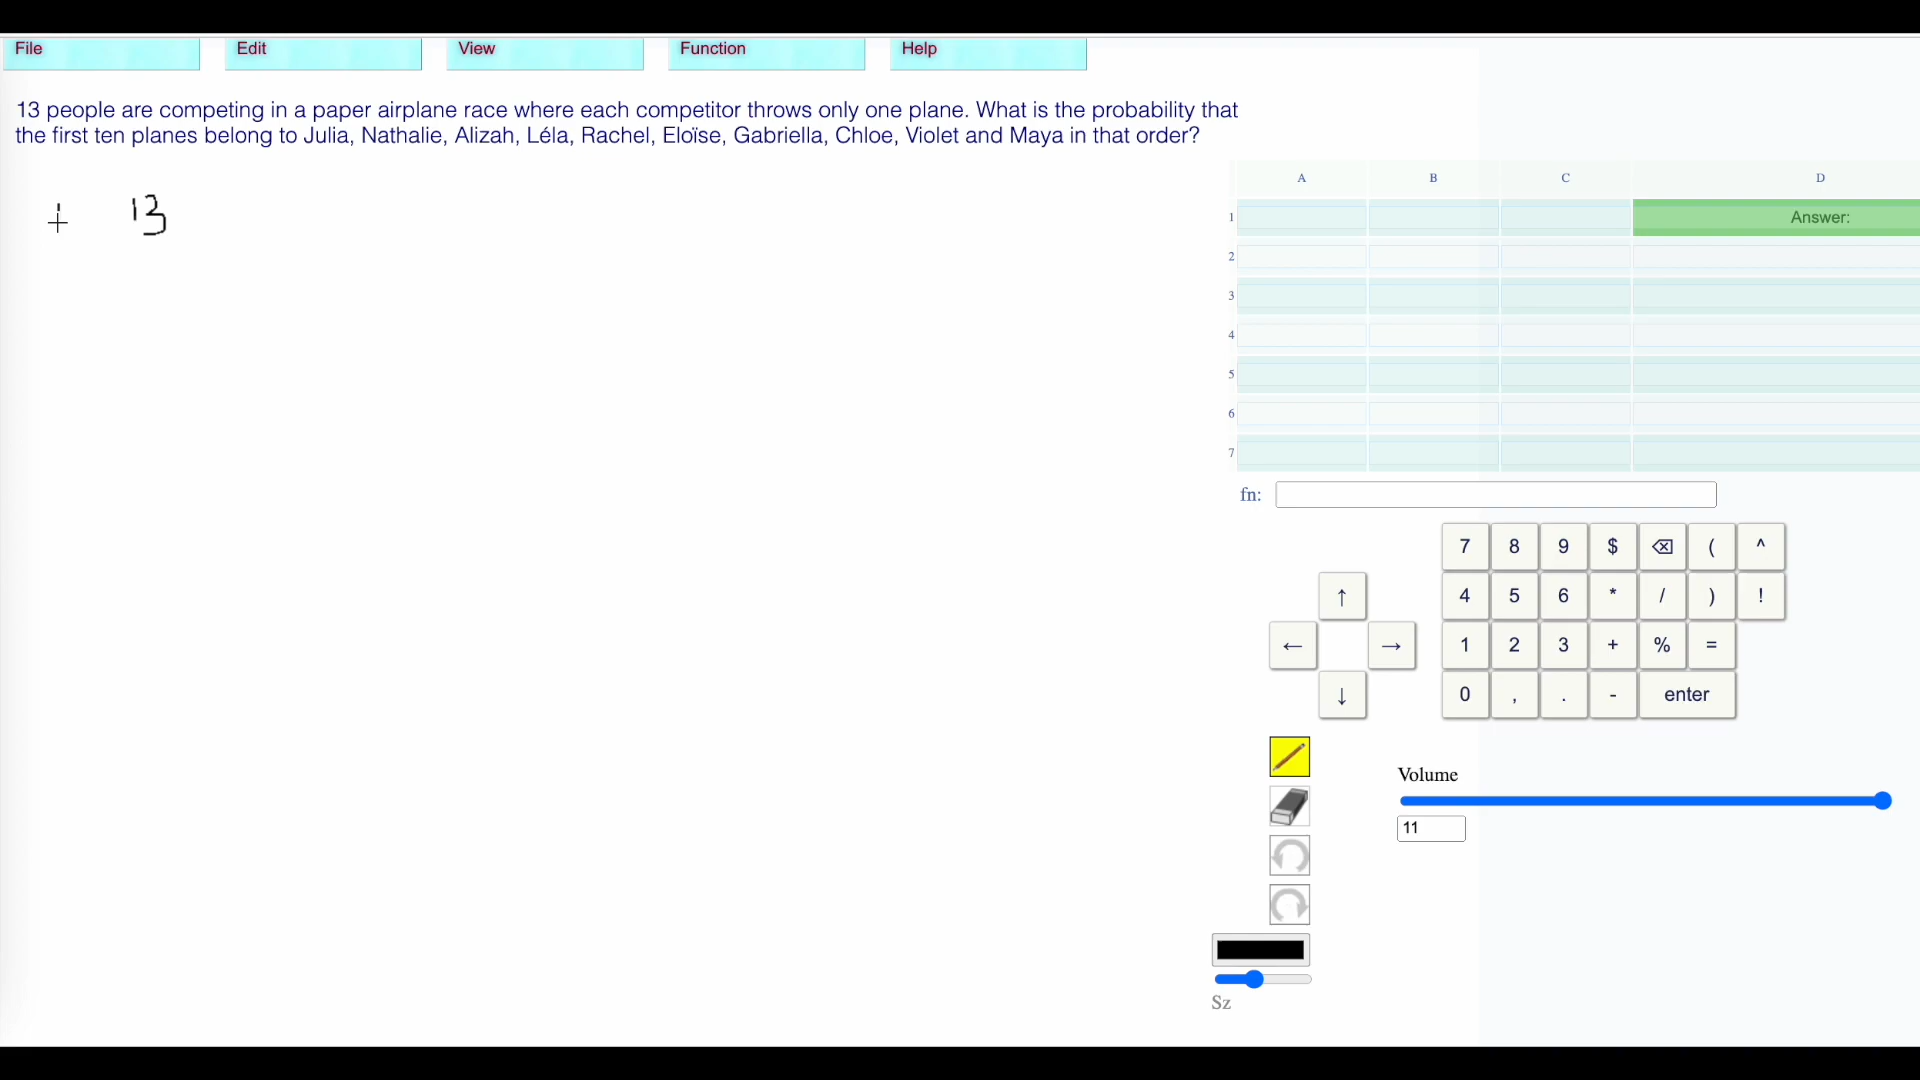 File Edit View Function Help
13 people are competing in a paper airplane race where each competitor throws only one plane. What is the probability that
the first ten planes belong to Julia, Nathalie, Alizah, Léla, Rachel, Eloïse, Gabriella, Chloe, Violet and Maya in that order?
A B C D
13
1 Answer:
2
3
4
5
6
7
fn:
7 8 9 $ ⌫ ( ^
↑ 4 5 6 * / ) !
← → 1 2 3 + % =
↓ 0 , . - enter
Volume
11
Sz